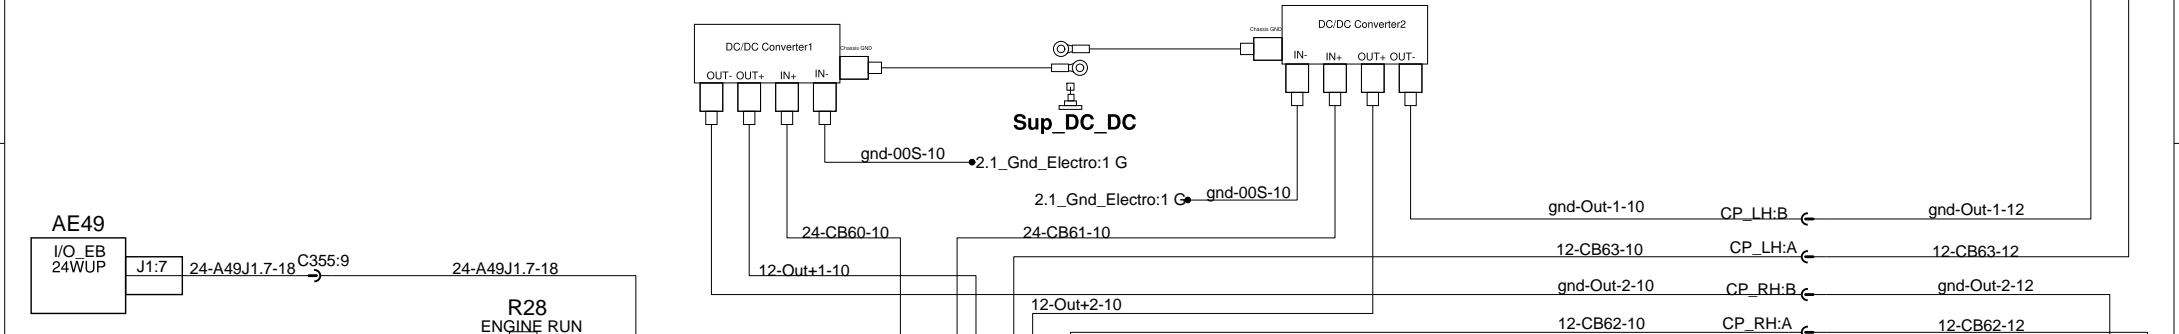 DC/DC Converter2
Chassis GND
IN- IN+ OUT+ OUT-
DC/DC Converter1
Chassis GND
OUT- OUT+ IN+ IN-
Sup_DC_DC
gnd-00S-10
2.1_Gnd_Electro:1 G
2.1_Gnd_Electro:1 G
gnd-00S-10
gnd-Out-1-10
CP_LH:B
gnd-Out-1-12
AE49
I/O_EB
24WUP
J1:7
24-A49J1.7-18
C355:9
24-A49J1.7-18
24-CB60-10
24-CB61-10
12-CB63-10
CP_LH:A
12-CB63-12
12-Out+1-10
gnd-Out-2-10
CP_RH:B
gnd-Out-2-12
12-Out+2-10
R28
ENGINE RUN
12-CB62-10
CP_RH:A
12-CB62-12